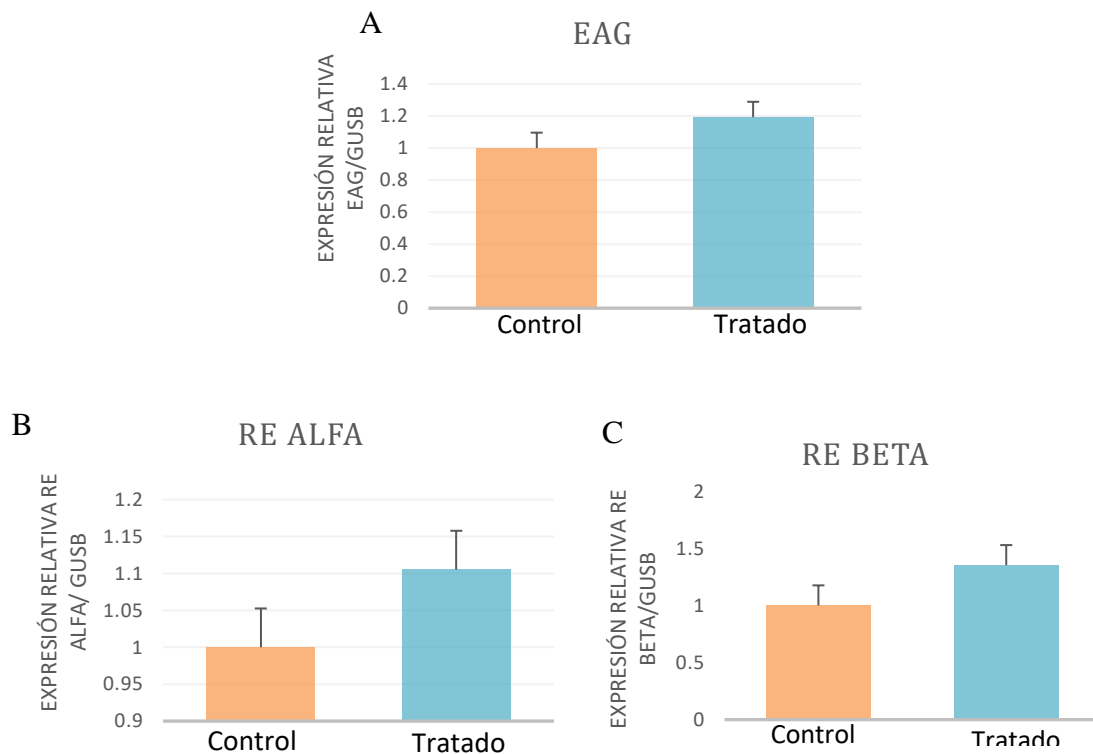 A
EAG
EXPRESIÓN RELATIVA
EAG/GUSB
1.4
1.2
1
0.8
0.6
0.4
0.2
0
Control Tratado
B
RE ALFA
EXPRESIÓN RELATIVA RE
ALFA/ GUSB
1.2
1.15
1.1
1.05
1
0.95
0.9
Control Tratado
C
RE BETA
EXPRESIÓN RELATIVA RE
BETA/GUSB
2
1.5
1
0.5
0
Control Tratado